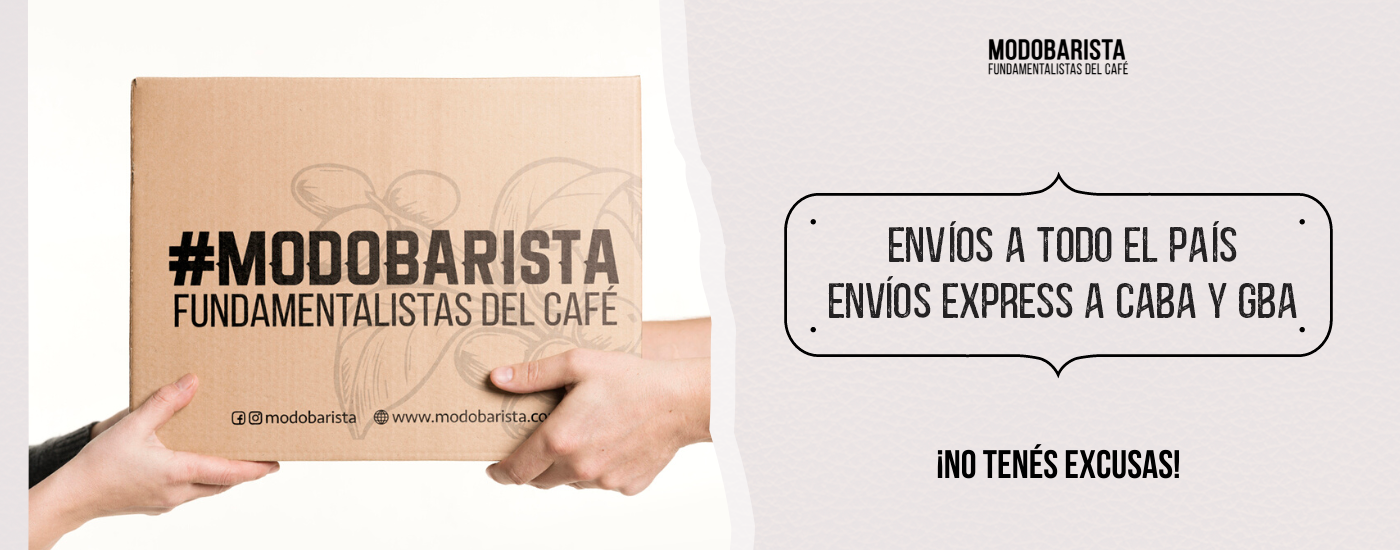 #MODOBARISTA
FUNDAMENTALISTAS DEL CAFÉ
modobarista www.modobarista.co
MODOBARISTA
FUNDAMENTALISTAS DEL CAFÉ
ENVÍOS A TODO EL PAÍS
ENVÍOS EXPRESS A CABA Y GBA
¡NO TENÉS EXCUSAS!